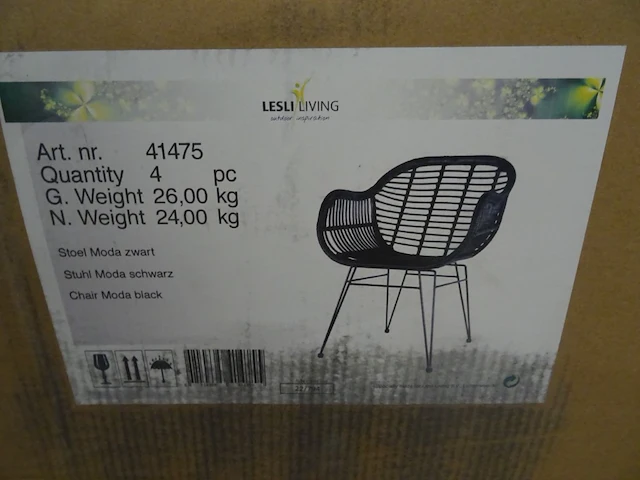 LESLI LIVING
outdoor inspiration
Art. nr. 41475
Quantity 4 pc
G. Weight 26,00 kg
N. Weight 24,00 kg
Stoel Moda zwart
Stuhl Moda schwarz
Chair Moda black